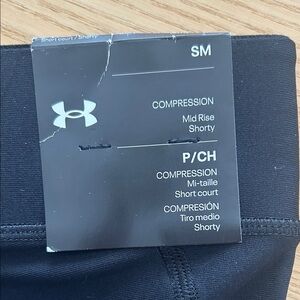 SM
COMPRESSION
Mid Rise
Shorty
P/CH
COMPRESSION
Mi-taille
Short court
COMPRESIÓN
Tiro medio
Shorty